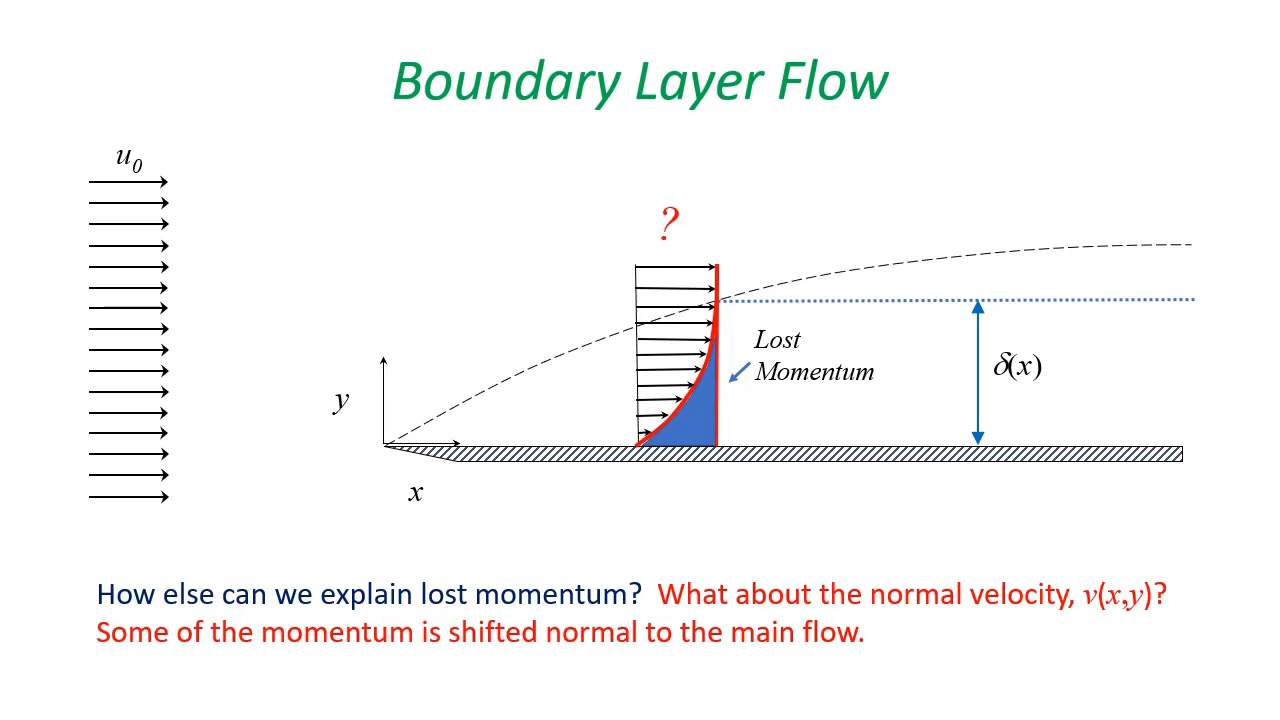 Boundary Layer Flow
u0
?
Lost
Momentum
δ(x)
y
x
How else can we explain lost momentum? What about the normal velocity, v(x,y)?
Some of the momentum is shifted normal to the main flow.